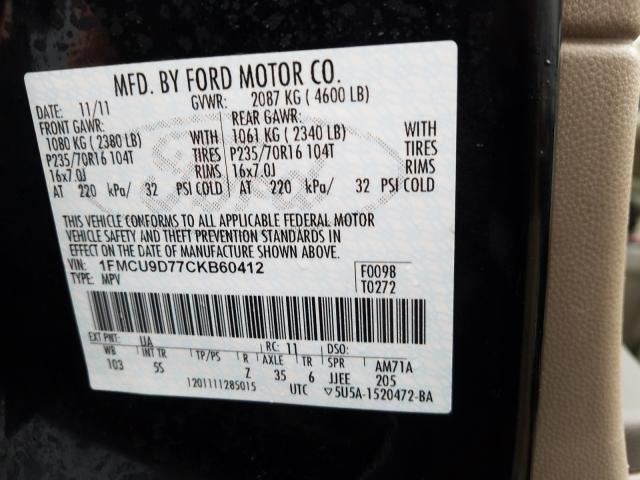 MFD. BY FORD MOTOR CO.
DATE: 11/11 GVWR: 2087 KG ( 4600 LB)
FRONT GAWR: REAR GAWR:
1080 KG ( 2380 LB) WITH 1061 KG ( 2340 LB) WITH
P235/70R16 104T TIRES P235/70R16 104T TIRES
16x7.0J RIMS 16x7.0J RIMS
AT 220 kPa/ 32 PSI COLD AT 220 kPa/ 32 PSI COLD
THIS VEHICLE CONFORMS TO ALL APPLICABLE FEDERAL MOTOR
VEHICLE SAFETY AND THEFT PREVENTION STANDARDS IN
EFFECT ON THE DATE OF MANUFACTURE SHOWN ABOVE.
VIN: 1FMCU9D77CKB60412 F0098
TYPE: MPV T0272
EXT PNT: UA RC: 11 DSO:
WB INT TR TP/PS R AXLE TR SPR AM71A
103 5S Z 35 6 JJEE 205
1201111285015 UTC ▽5U5A-1520472-BA